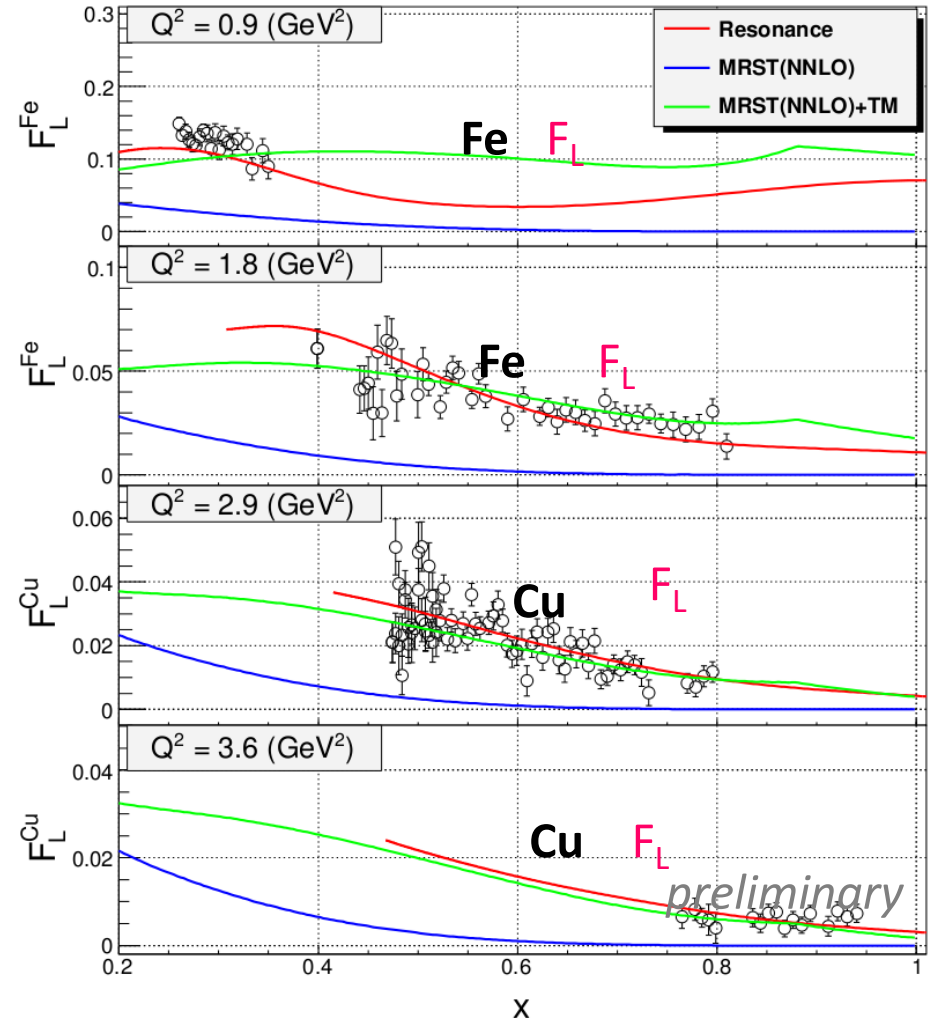 Q² = 0.9 (GeV²)
Resonance
MRST(NNLO)
MRST(NNLO)+TM
0.3
0.2
0.1
0
F_L^Fe
Fe F_L
Q² = 1.8 (GeV²)
0.1
0.05
0
F_L^Fe
Fe F_L
Q² = 2.9 (GeV²)
0.06
0.04
0.02
0
F_L^Cu
Cu F_L
Q² = 3.6 (GeV²)
0.04
0.02
0
F_L^Cu
Cu F_L
preliminary
0.2 0.4 0.6 0.8 1
x